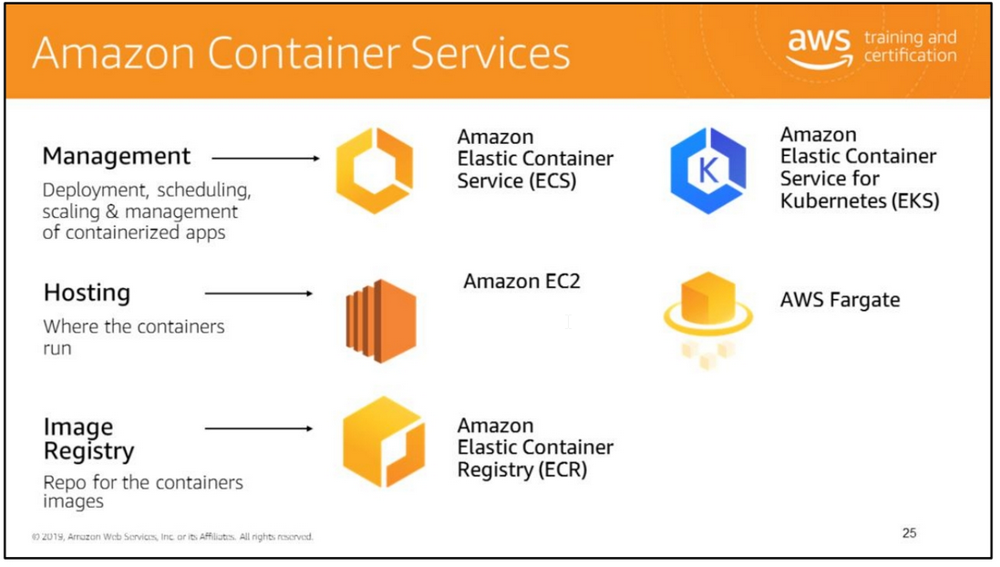 Amazon Container Services
aws training and
certification
Management
Deployment, scheduling,
scaling & management
of containerized apps
Amazon
Elastic Container
Service (ECS)
K
Amazon
Elastic Container
Service for
Kubernetes (EKS)
Hosting
Where the containers
run
Amazon EC2
AWS Fargate
Image
Registry
Repo for the containers
images
Amazon
Elastic Container
Registry (ECR)
© 2019, Amazon Web Services, Inc. or its Affiliates. All rights reserved.
25